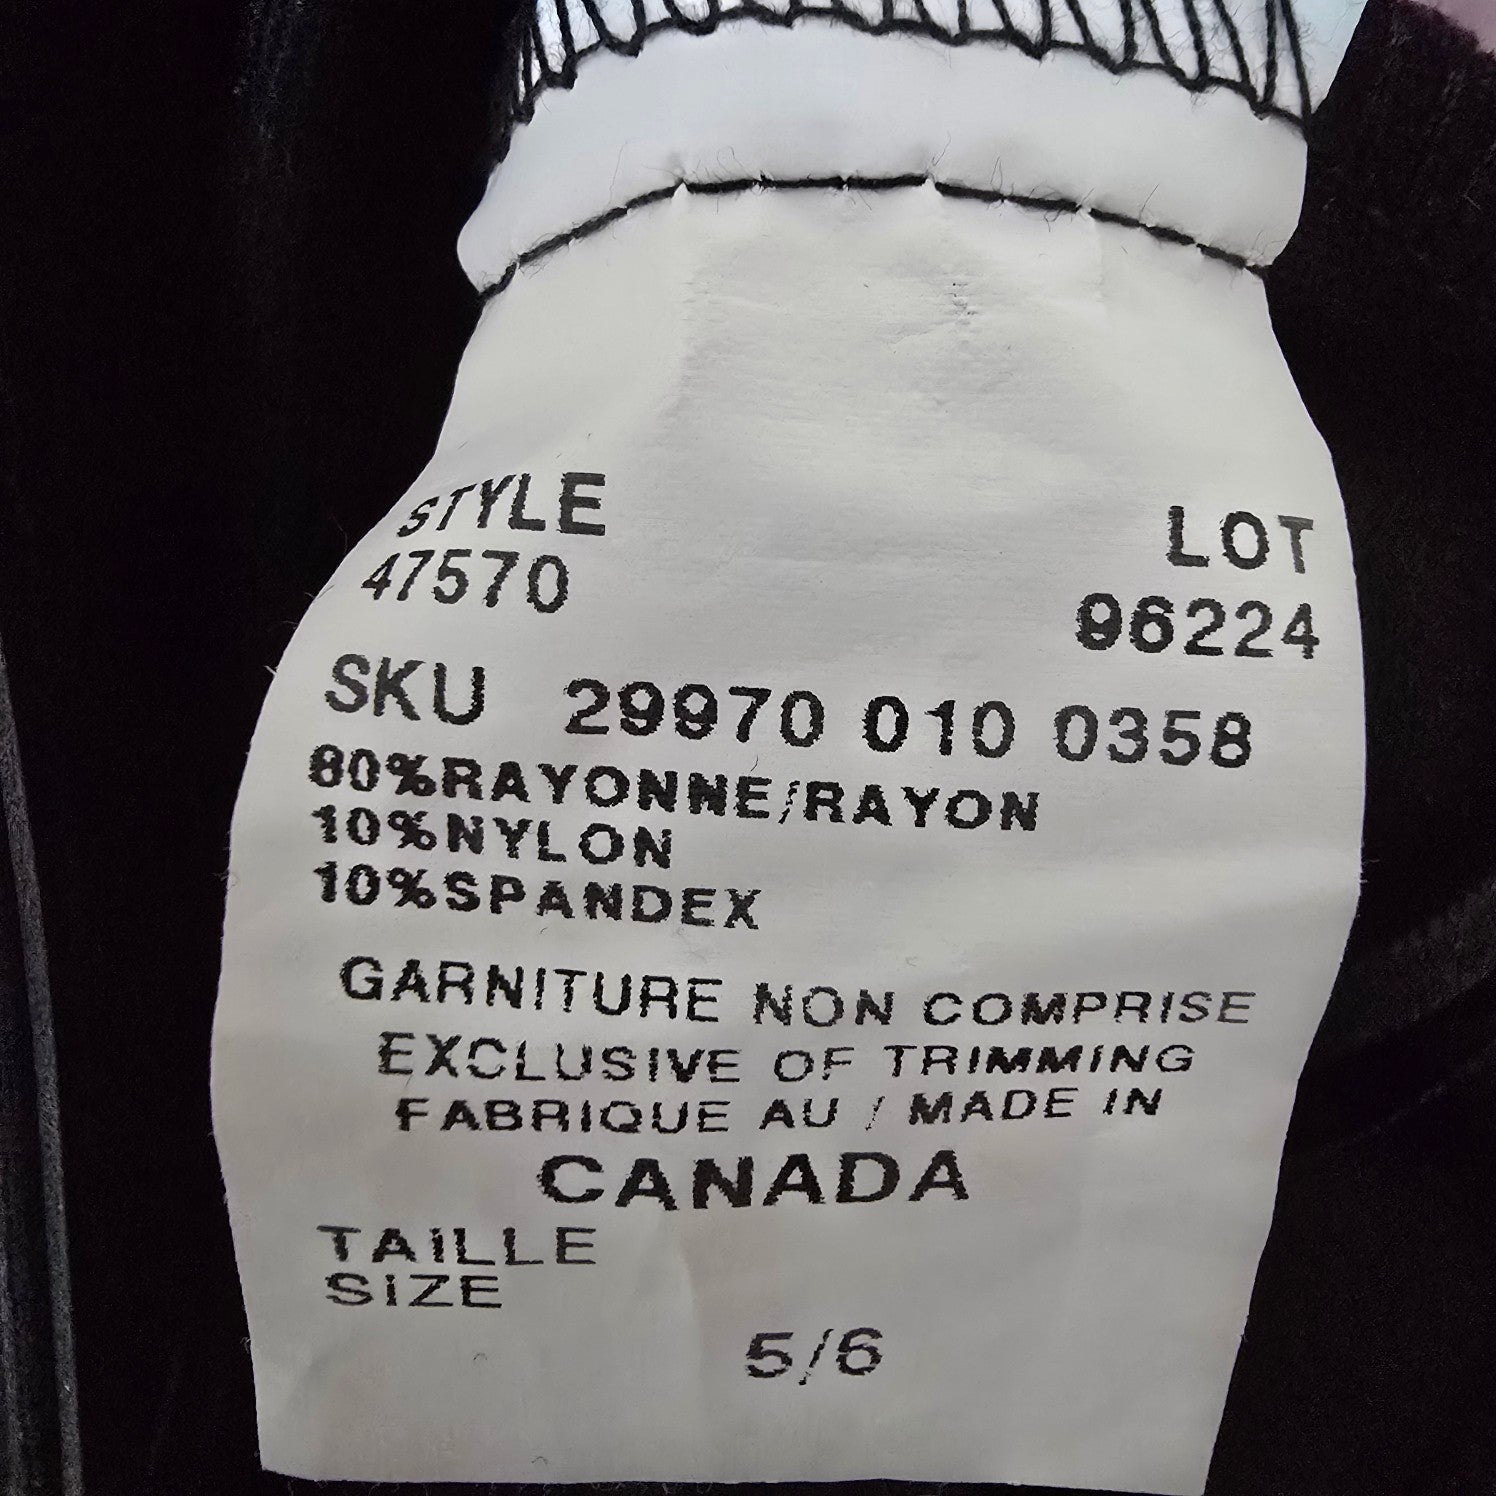 STYLE
47570
LOT
96224
SKU 29970 010 0358
80%RAYONNE/RAYON
10%NYLON
10%SPANDEX
GARNITURE NON COMPRISE
EXCLUSIVE OF TRIMMING
FABRIQUE AU / MADE IN
CANADA
TAILLE
SIZE
5/6